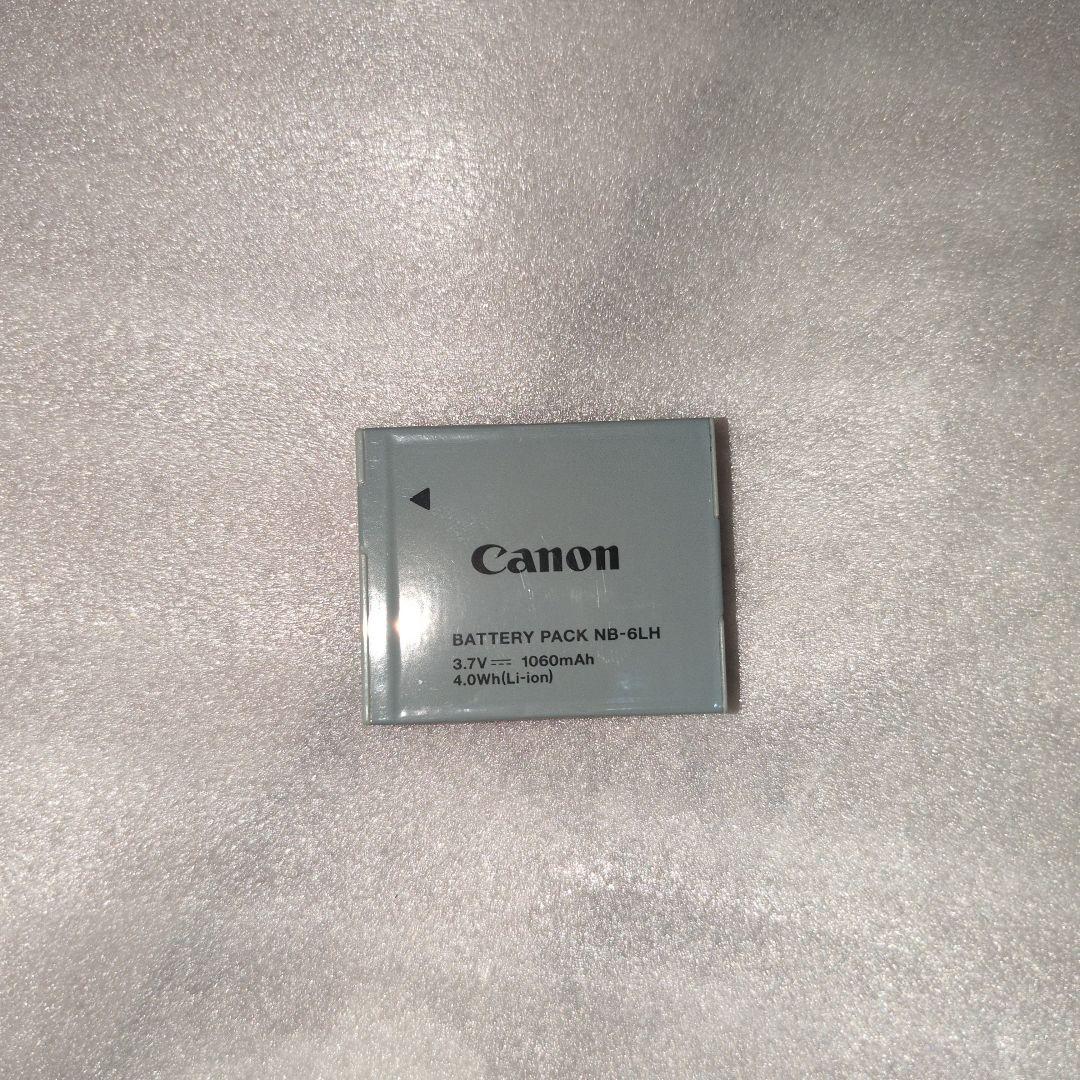 Canon
BATTERY PACK NB-6LH
3.7V⎓ 1060mAh
4.0Wh(Li-ion)